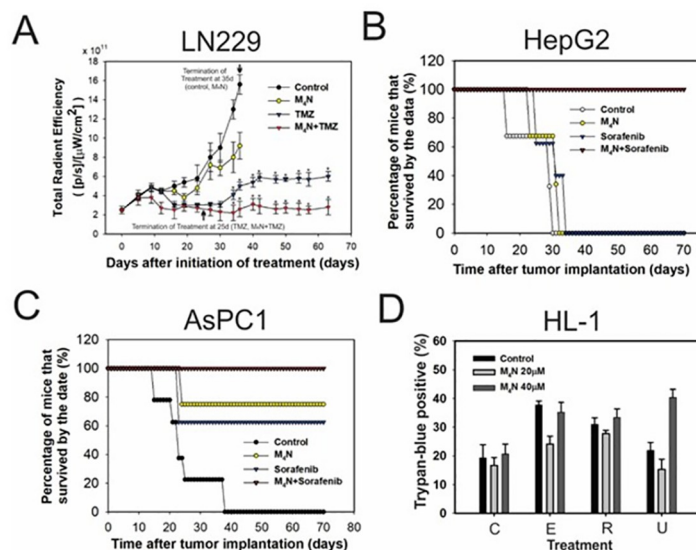 A
LN229
Total Radient Efficiency
( [p/s]/[μW/cm²] )
x 10¹¹
18
16
14
12
10
8
6
4
2
0
Termination of
Treatment at 35d
(control, M₄N)
Control
M₄N
TMZ
M₄N+TMZ
Termination of Treatment at 25d (TMZ, M₄N+TMZ)
0 10 20 30 40 50 60 70
Days after initiation of treatment (days)
B
HepG2
Percentage of mice that
survived by the data (%)
120
100
80
60
40
20
0
Control
M₄N
Sorafenib
M₄N+Sorafenib
0 10 20 30 40 50 60 70
Time after tumor implantation (days)
C
AsPC1
Percentage of mice that
survived by the date (%)
120
100
80
60
40
20
0
Control
M₄N
Sorafenib
M₄N+Sorafenib
0 10 20 30 40 50 60 70 80
Time after tumor implantation (days)
D
HL-1
Trypan-blue positive (%)
60
50
40
30
20
10
0
Control
M₄N 20μM
M₄N 40μM
C E R U
Treatment